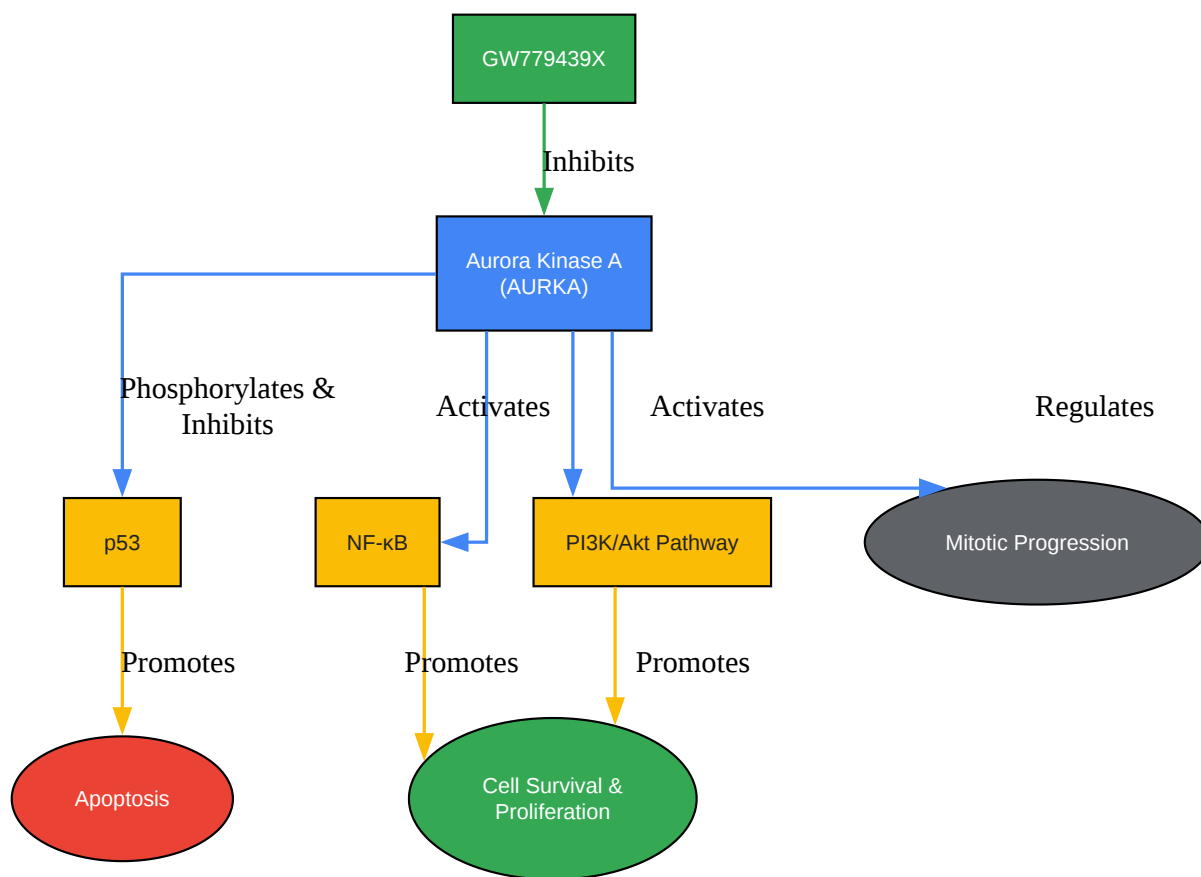 GW779439X
Inhibits
Aurora Kinase A
(AURKA)
Phosphorylates &
Inhibits
Activates
Activates
Regulates
p53
NF-κB
PI3K/Akt Pathway
Mitotic Progression
Promotes
Promotes
Promotes
Apoptosis
Cell Survival &
Proliferation